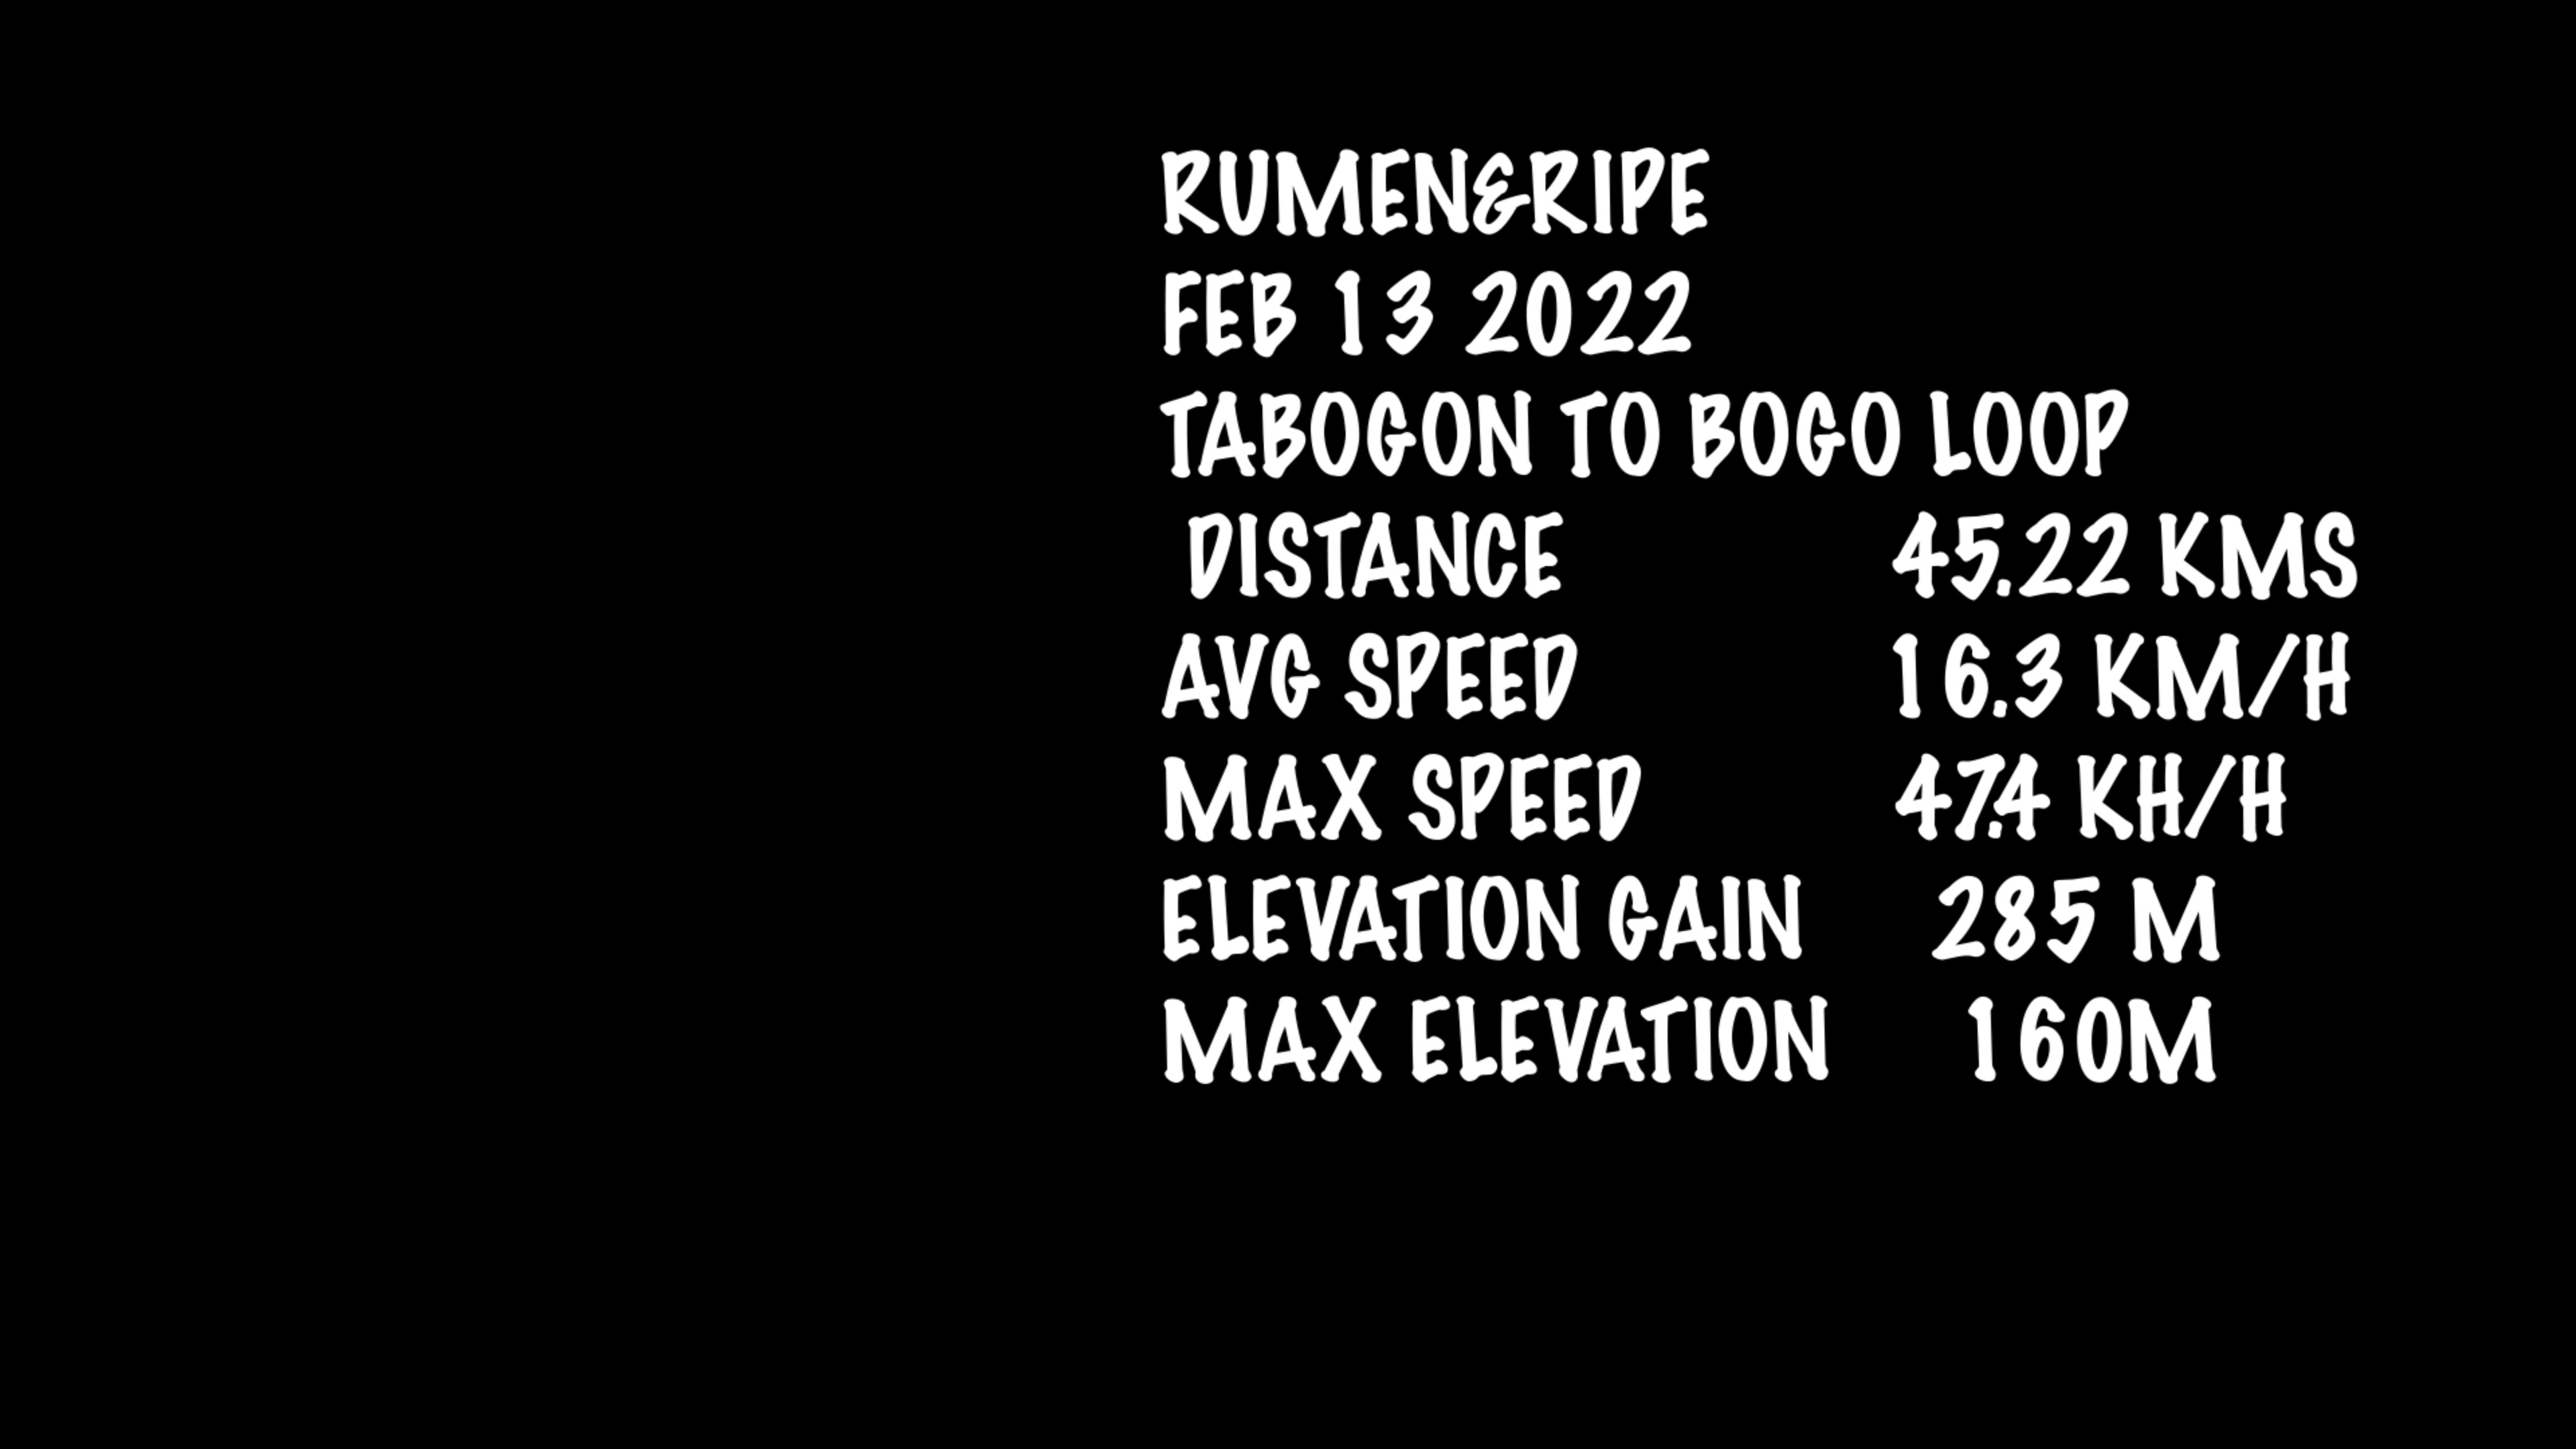 RUMEN&RIPE
FEB 13 2022
TABOGON TO BOGO LOOP
DISTANCE 45.22 KMS
AVG SPEED 16.3 KM/H
MAX SPEED 47.4 KH/H
ELEVATION GAIN 285 M
MAX ELEVATION 160M